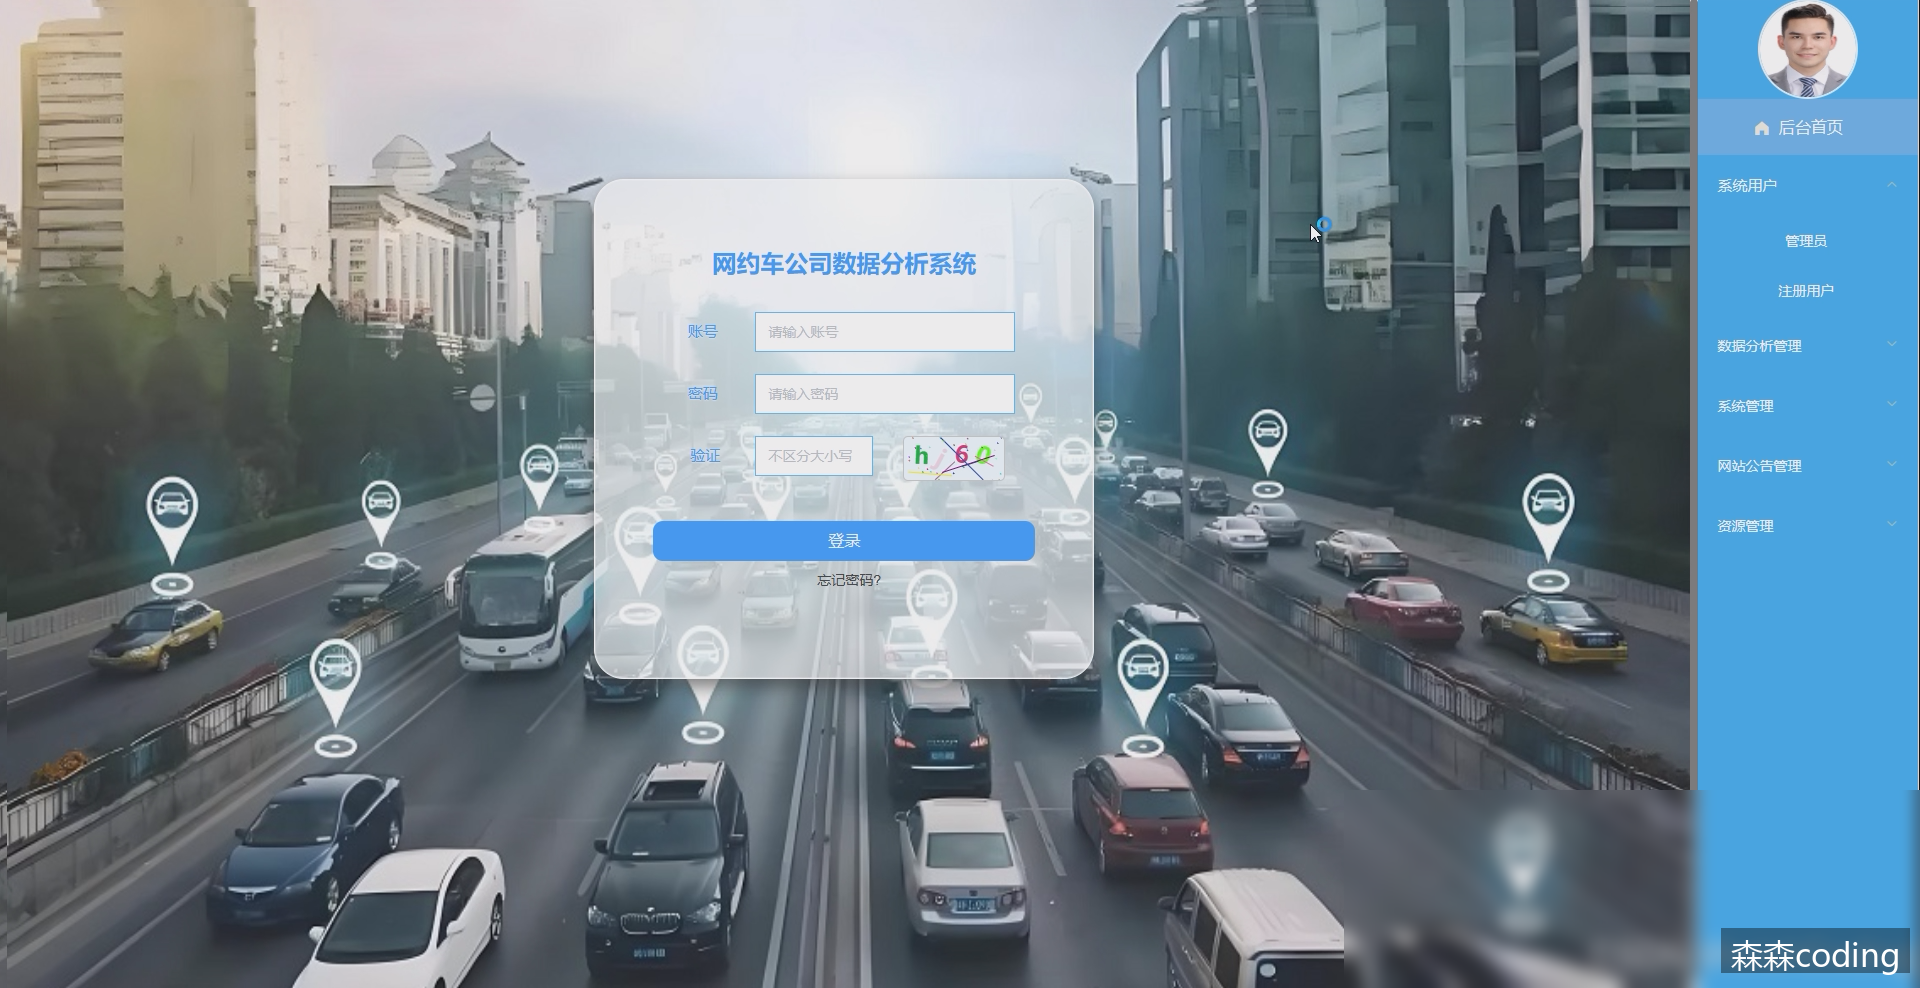 网约车公司数据分析系统
账号
请输入账号
密码
请输入密码
验证
不区分大小写
登录
忘记密码?
后台首页
系统用户
管理员
注册用户
数据分析管理
系统管理
网站公告管理
资源管理
森森coding